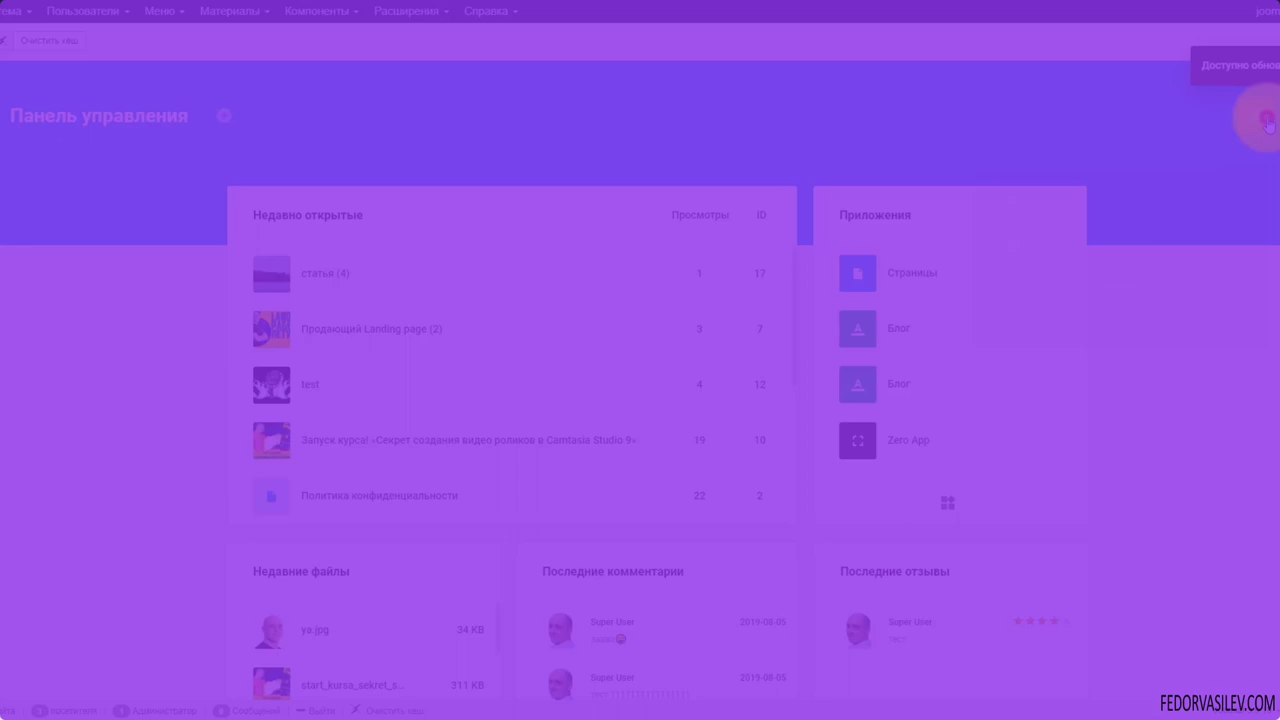 Пользователи Меню Материалы Компоненты Расширения Справка
Очистить кеш
Доступно обнов
Панель управления
Недавно открытые Просмотры ID
статья (4) 1 17
Продающий Landing page (2) 3 7
test 4 12
Запуск курса! «Секрет создания видео роликов в Camtasia Studio 9» 19 10
Политика конфиденциальности 22 2
Приложения
Страницы
Блог
Блог
Zero App
Недавние файлы
ya.jpg 34 KB
start_kursa_sekret_s... 311 KB
Последние комментарии
Super User 2019-08-05
Super User 2019-08-05
Последние отзывы
Super User
тест
Администратор Сообщений Выйти Очистить кеш
FEDORVASILEV.COM